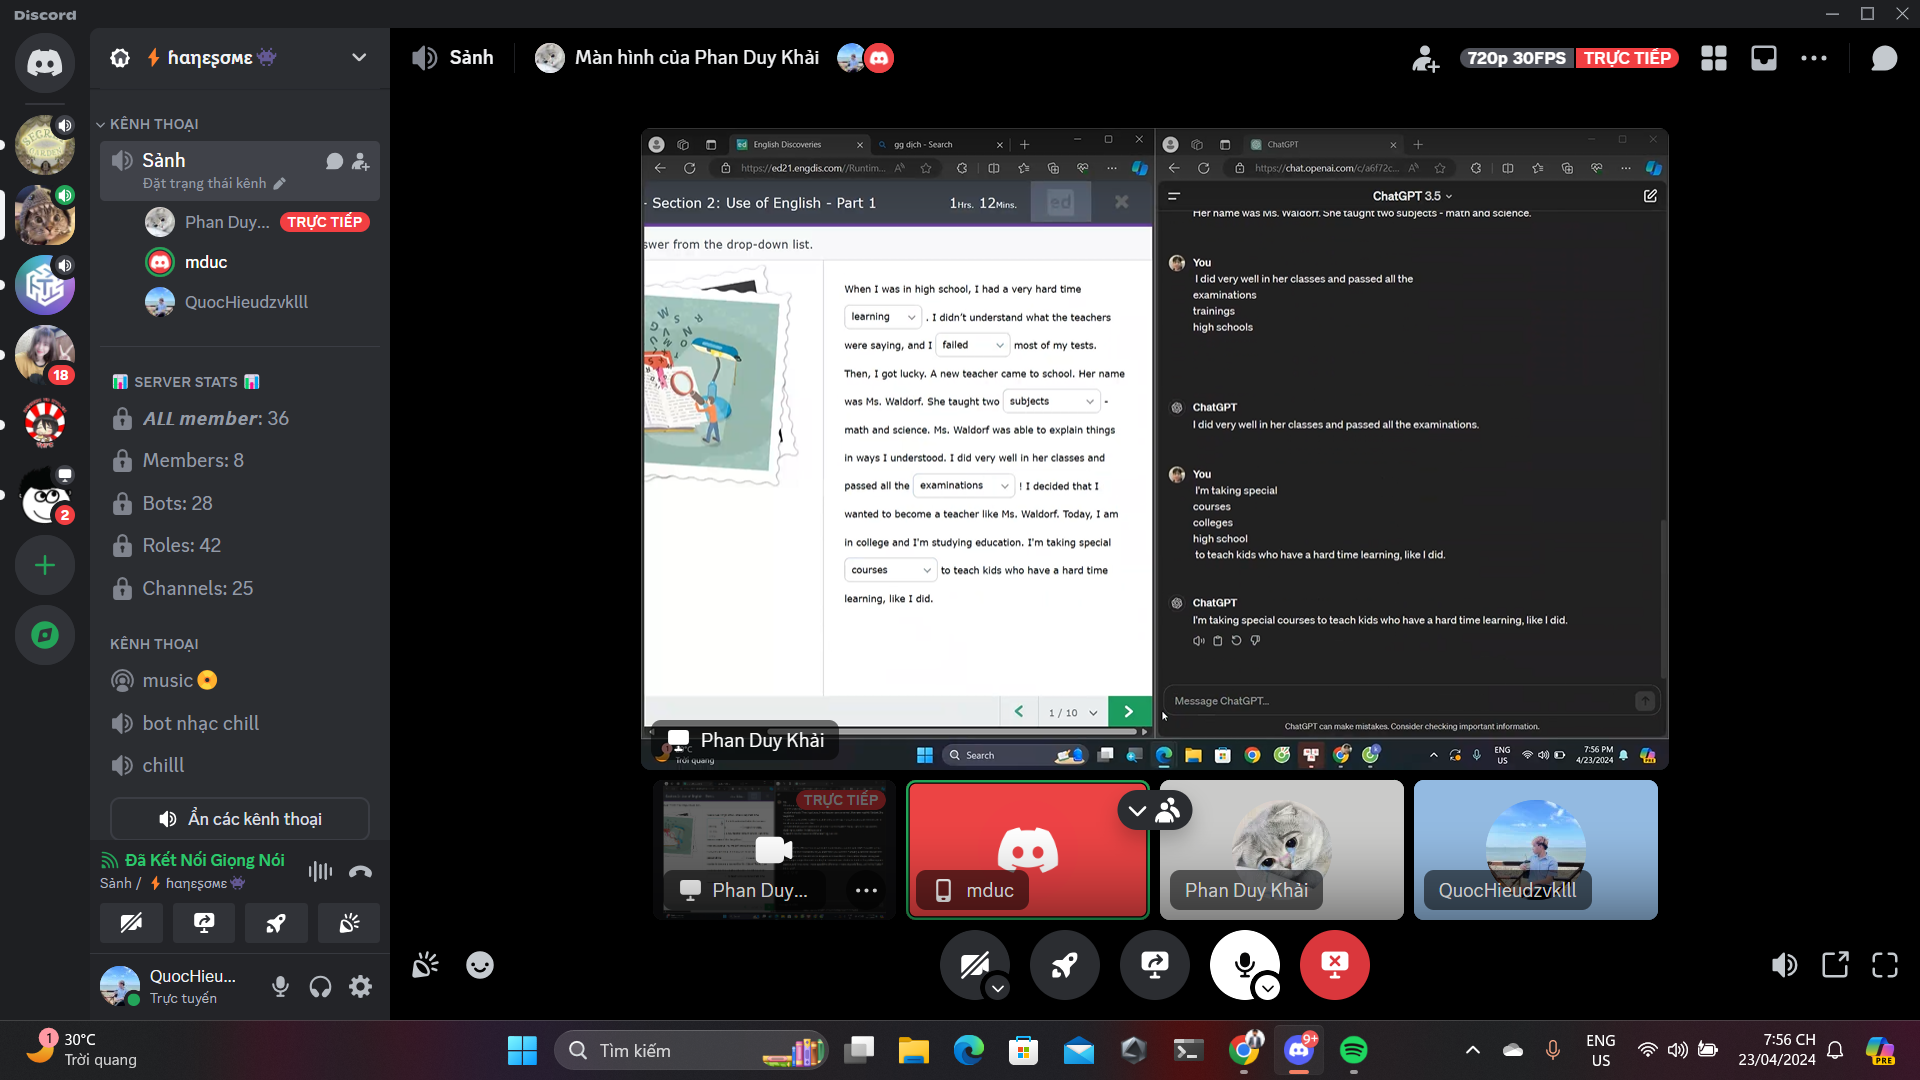 Discord
ɦαηεʂσмε
KÊNH THOẠI
Sảnh
Đặt trạng thái kênh
Phan Duy...
TRỰC TIẾP
mduc
QuocHieudzvklll
SERVER STATS
ALL member: 36
Members: 8
Bots: 28
Roles: 42
Channels: 25
KÊNH THOẠI
music
bot nhạc chill
chilll
Ẩn các kênh thoại
Đã Kết Nối Giọng Nói
Sảnh / ɦαηεʂσмε
QuocHieu...
Trực tuyến
18
2
Sảnh
Màn hình của Phan Duy Khải
720p 30FPS
TRỰC TIẾP
English Discoveries
gg dịch - Search
https://ed21.engdis.com//Runtim...
- Section 2: Use of English - Part 1
1Hrs. 12Mins.
ed
swer from the drop-down list.
When I was in high school, I had a very hard time
learning . I didn't understand what the teachers
were saying, and I failed most of my tests.
Then, I got lucky. A new teacher came to school. Her name
was Ms. Waldorf. She taught two subjects -
math and science. Ms. Waldorf was able to explain things
in ways I understood. I did very well in her classes and
passed all the examinations ! I decided that I
wanted to become a teacher like Ms. Waldorf. Today, I am
in college and I'm studying education. I'm taking special
courses to teach kids who have a hard time
learning, like I did.
1 / 10
ChatGPT
https://chat.openai.com/c/a6f72c...
ChatGPT 3.5
Her name was Ms. Waldorf. She taught two subjects - math and science.
You
I did very well in her classes and passed all the
examinations
trainings
high schools
ChatGPT
I did very well in her classes and passed all the examinations.
You
I'm taking special
courses
colleges
high school
to teach kids who have a hard time learning, like I did.
ChatGPT
I'm taking special courses to teach kids who have a hard time learning, like I did.
Message ChatGPT...
ChatGPT can make mistakes. Consider checking important information.
Phan Duy Khải
Trời quang
Search
ENG
US
7:56 PM
4/23/2024
TRỰC TIẾP
Phan Duy...
mduc
Phan Duy Khải
QuocHieudzvklll
1
30°C
Trời quang
Tìm kiếm
9+
ENG
US
7:56 CH
23/04/2024
PRE